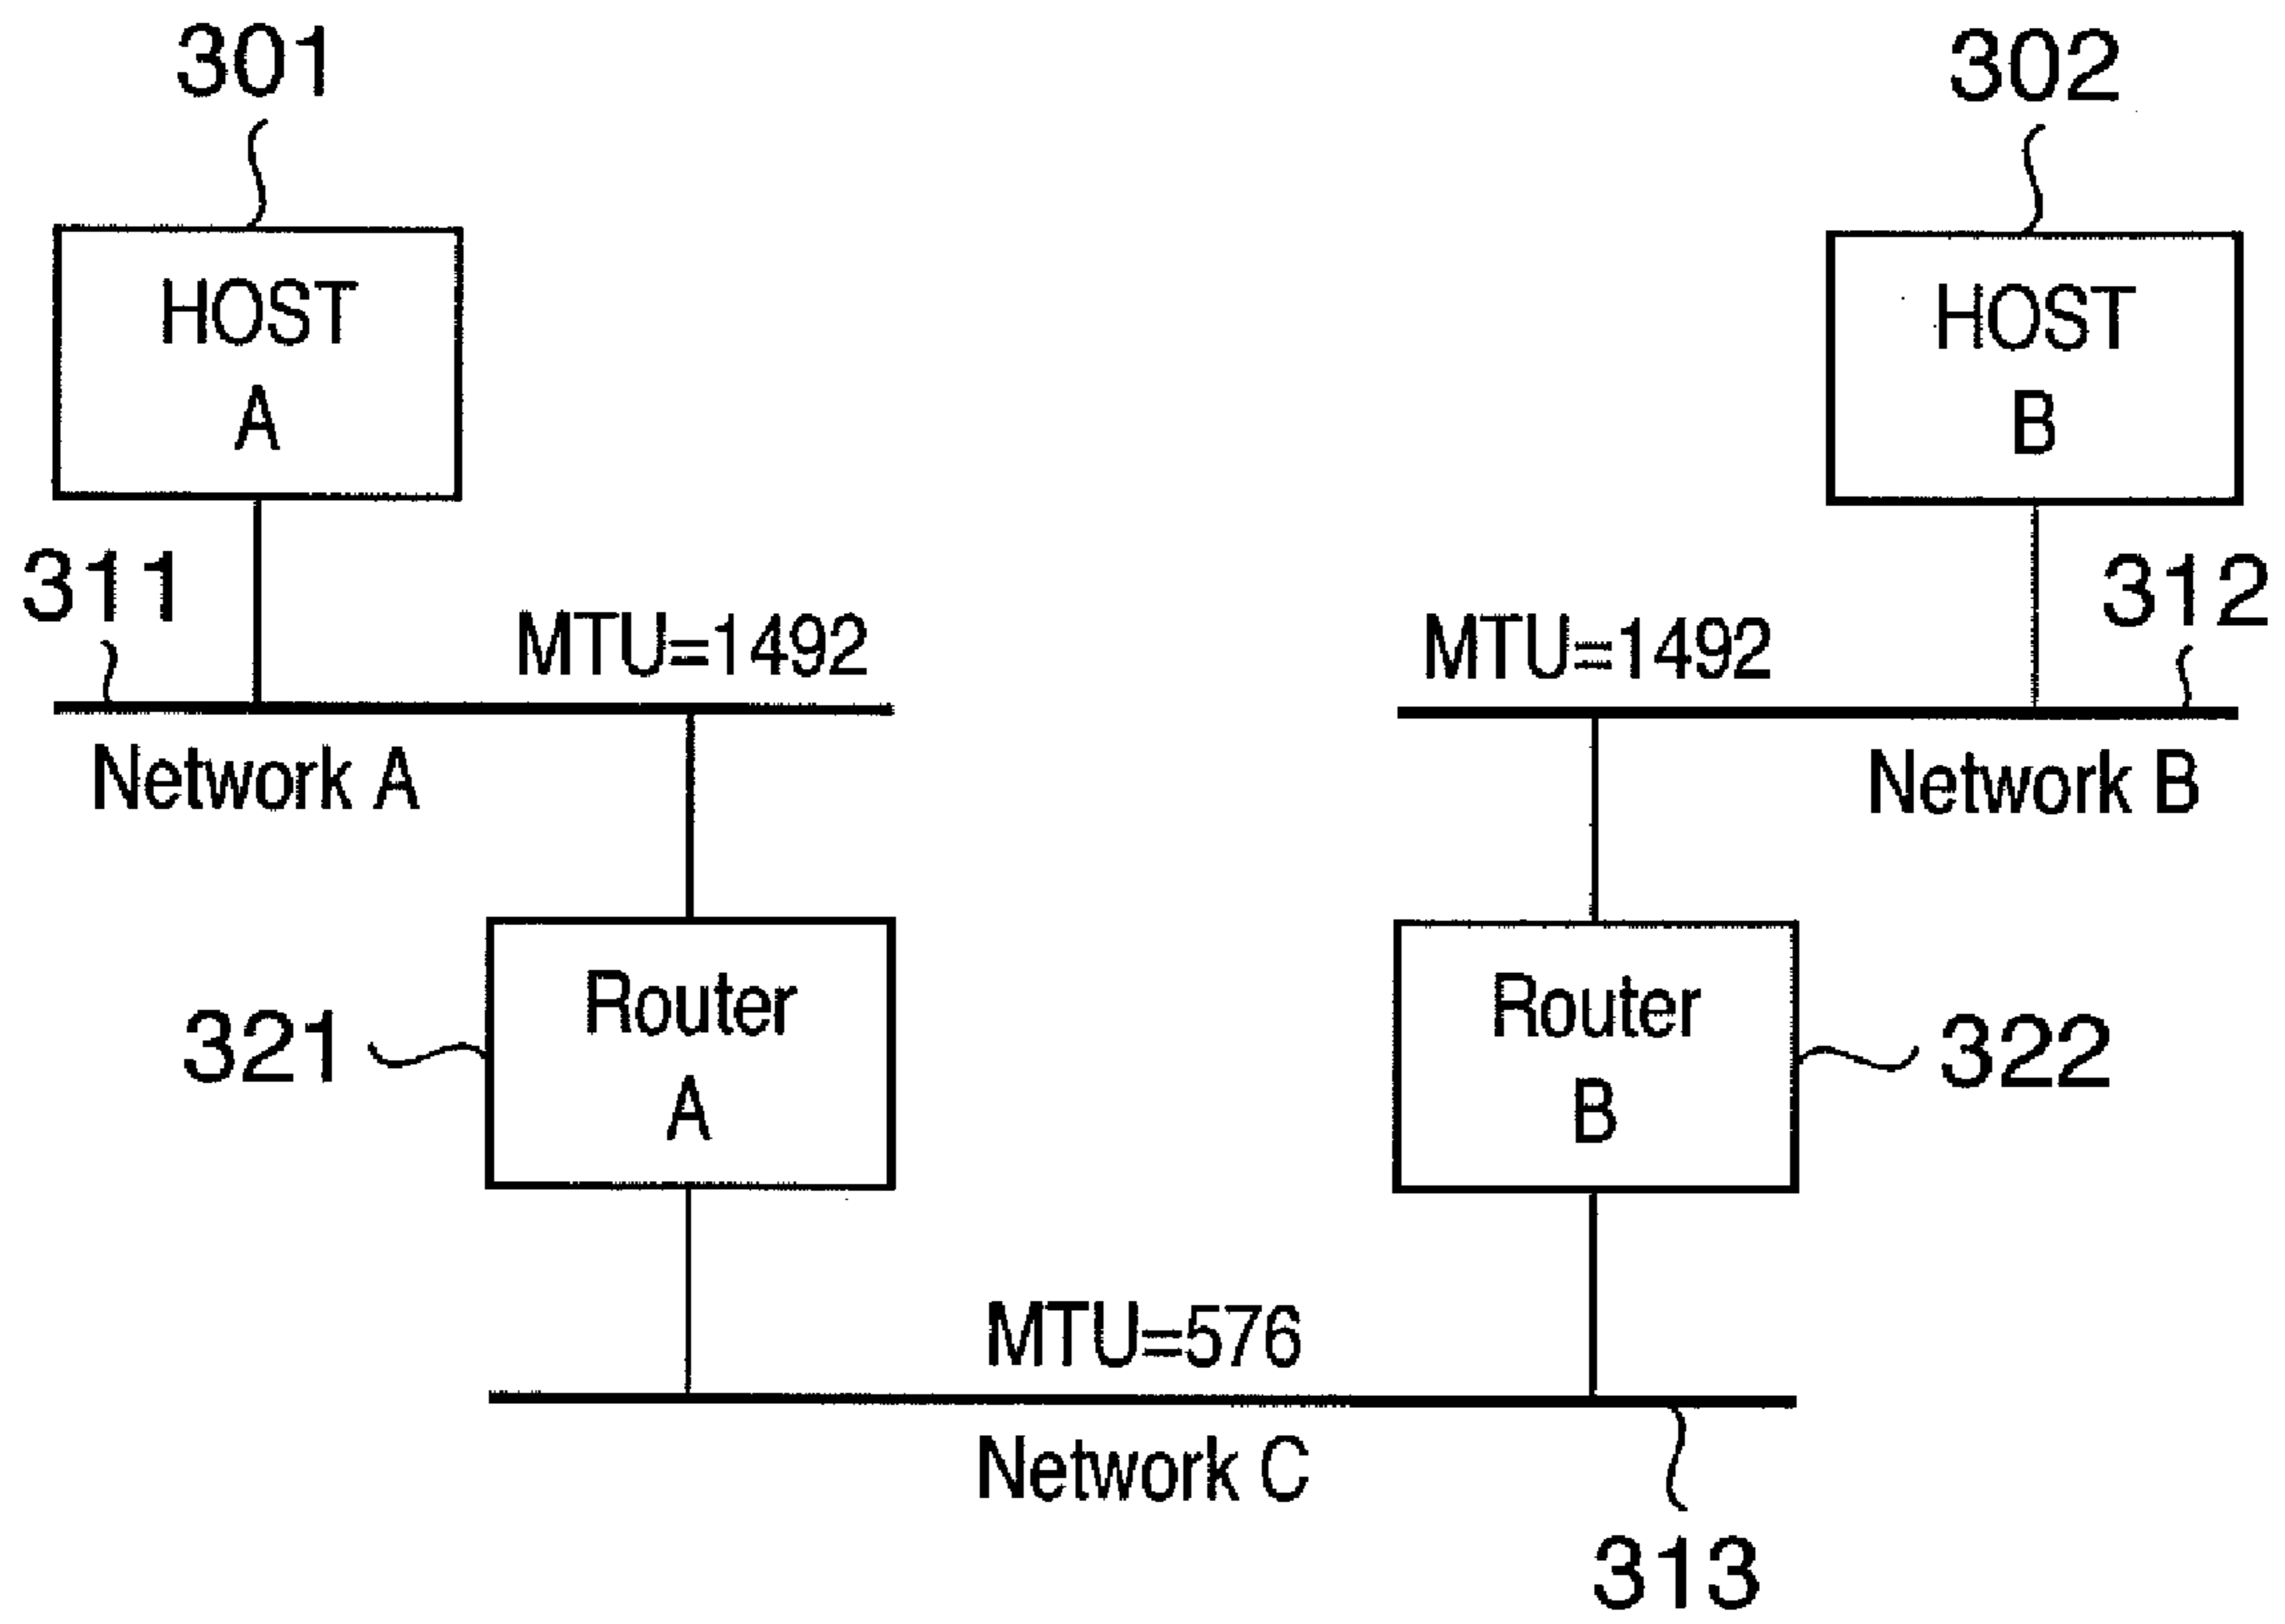 301
302
HOST
A
HOST
B
311
MTU=1492
MTU=1492
312
Network A
Network B
321
Router
A
Router
B
322
MTU=576
Network C
313